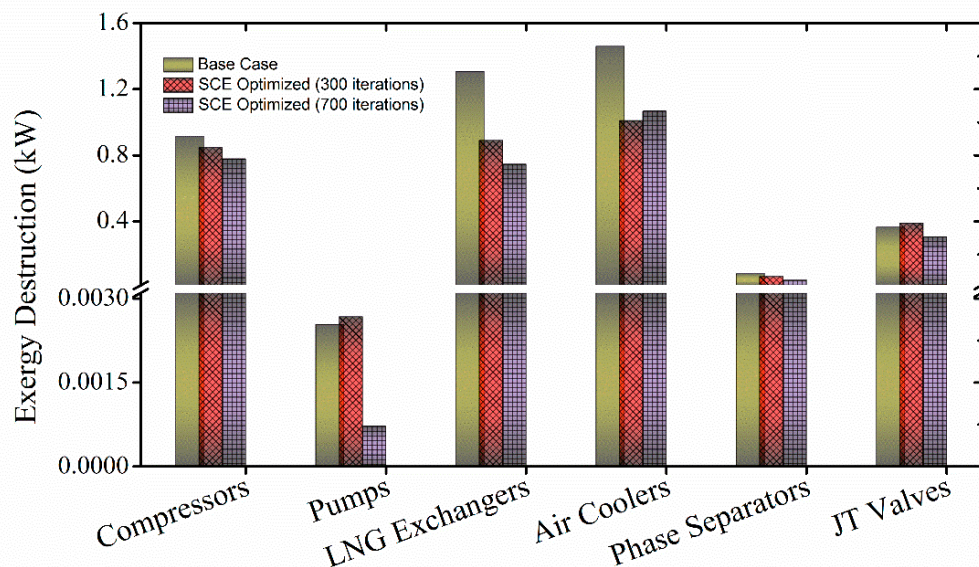 Exergy Destruction (kW)
1.6
1.2
0.8
0.4
0.0030
0.0015
0.0000
Base Case
SCE Optimized (300 iterations)
SCE Optimized (700 iterations)
Compressors
Pumps
LNG Exchangers
Air Coolers
Phase Separators
JT Valves